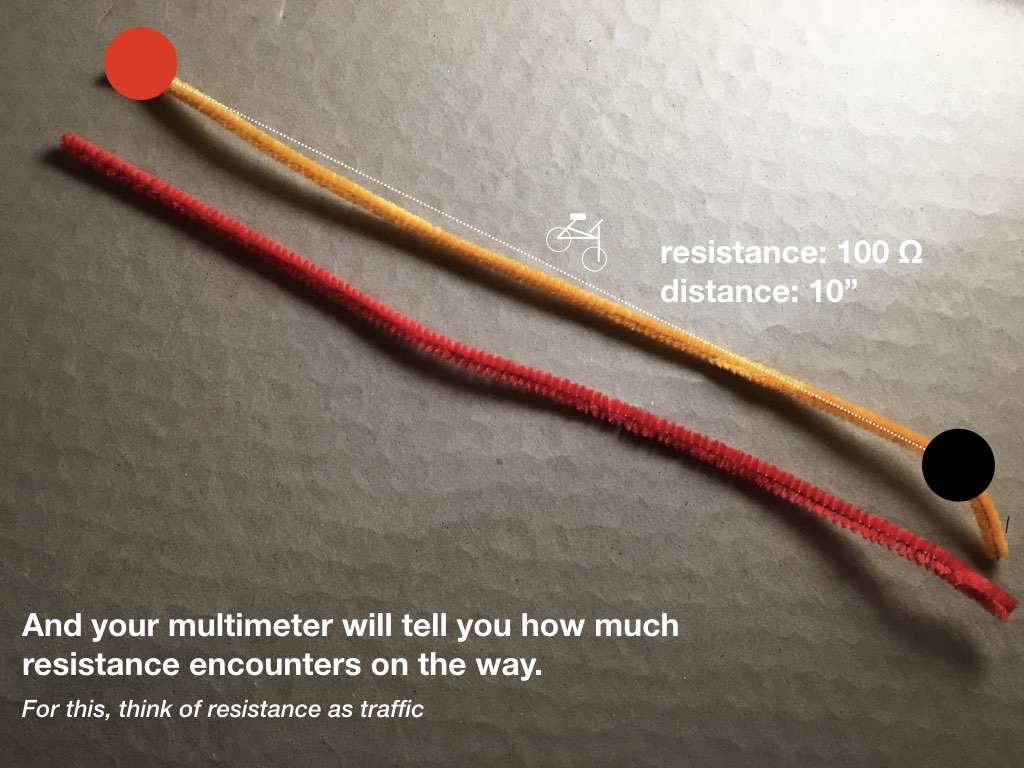 resistance: 100 Ω
distance: 10”
And your multimeter will tell you how much
resistance encounters on the way.
For this, think of resistance as traffic